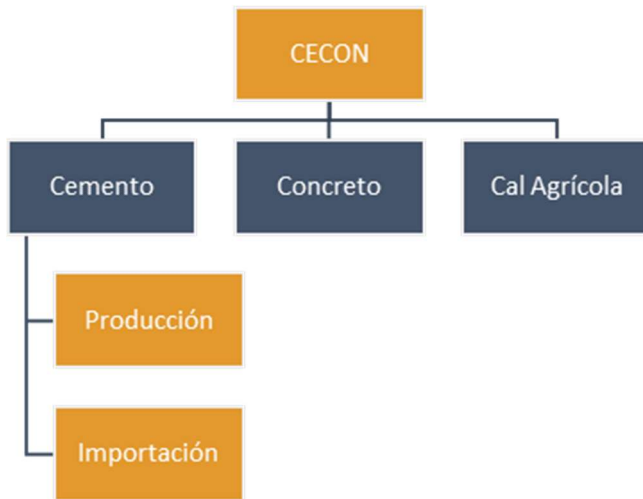 CECON
Cemento
Concreto
Cal Agrícola
Producción
Importación